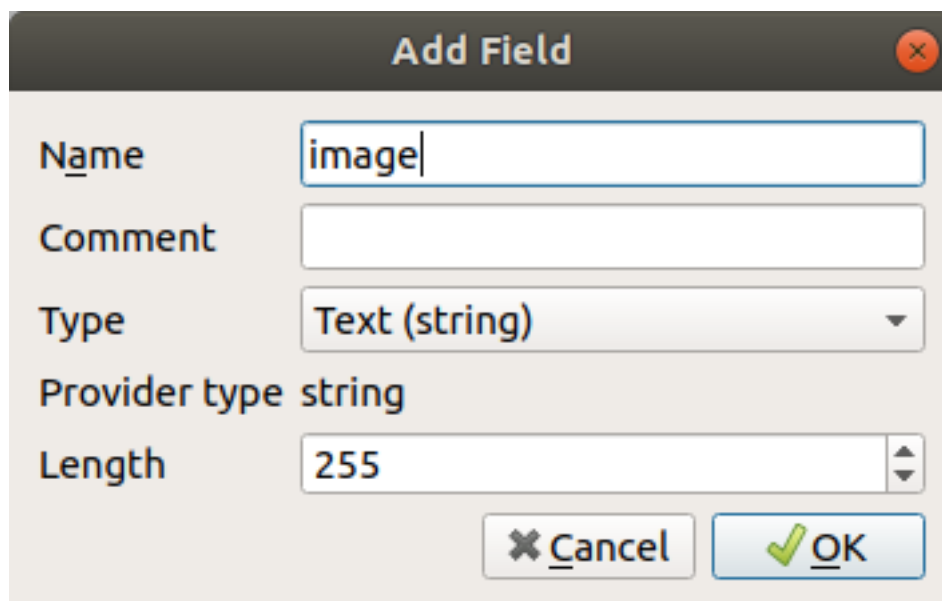 Add Field
Name image
Comment
Type Text (string)
Provider type string
Length 255
Cancel OK